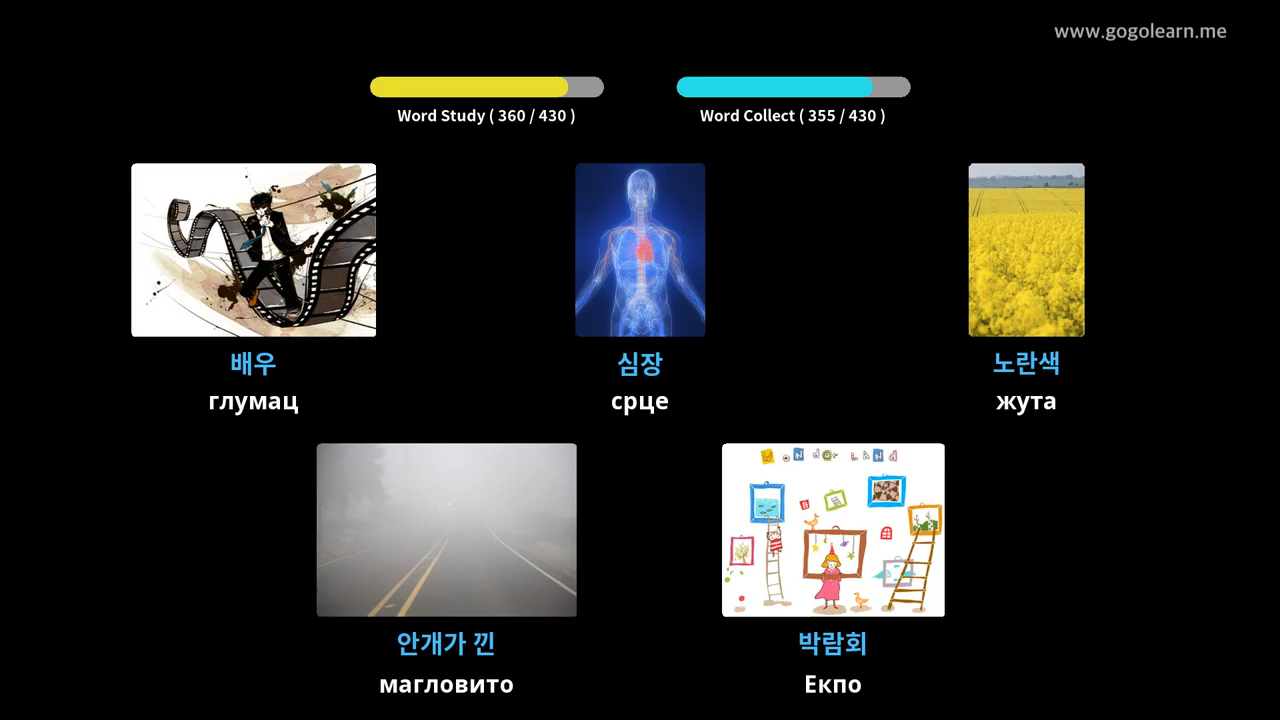 www.gogolearn.me
Word Study ( 360 / 430 )
Word Collect ( 355 / 430 )
배우
глумац
심장
срце
노란색
жута
W o N d e r L A N d
안개가 낀
магловито
박람회
Екпо